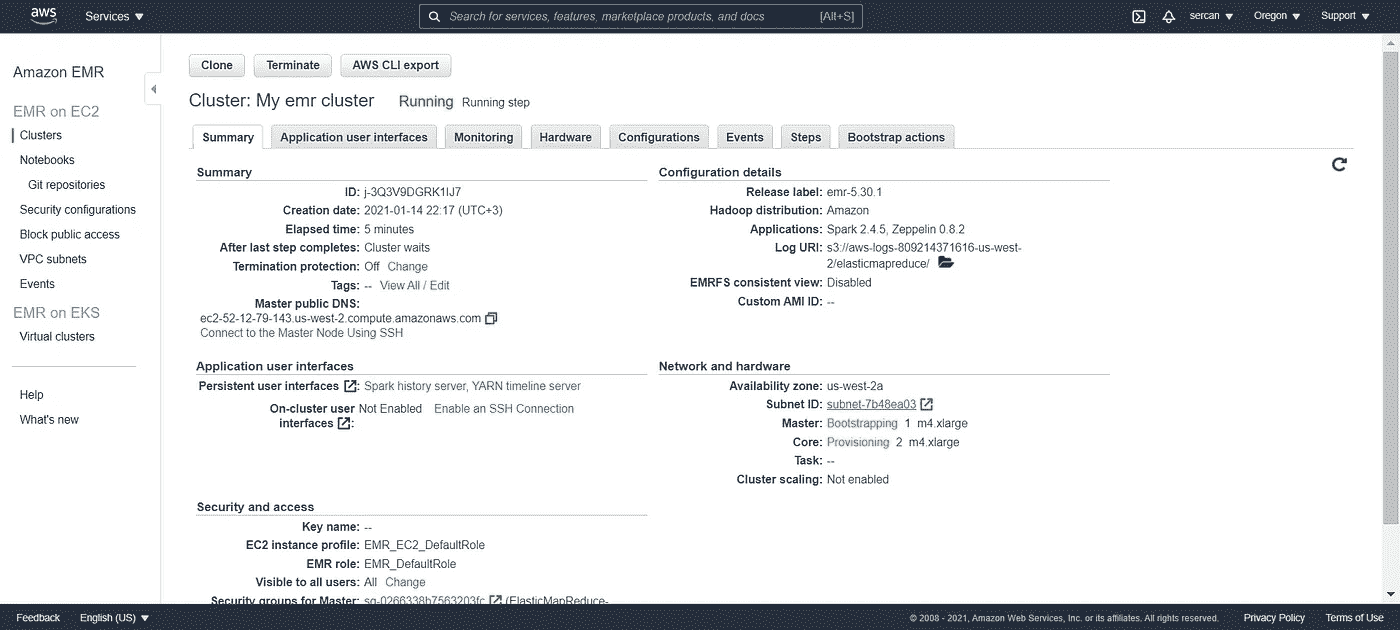 aws Services Search for services, features, marketplace products, and docs [Alt+S] sercan Oregon Support
Amazon EMR
EMR on EC2
Clusters
Notebooks
Git repositories
Security configurations
Block public access
VPC subnets
Events
EMR on EKS
Virtual clusters
Help
What's new
Clone Terminate AWS CLI export
Cluster: My emr cluster Running Running step
Summary Application user interfaces Monitoring Hardware Configurations Events Steps Bootstrap actions
Summary
ID: j-3Q3V9DGRK1IJ7
Creation date: 2021-01-14 22:17 (UTC+3)
Elapsed time: 5 minutes
After last step completes: Cluster waits
Termination protection: Off Change
Tags: -- View All / Edit
Master public DNS:
ec2-52-12-79-143.us-west-2.compute.amazonaws.com
Connect to the Master Node Using SSH
Configuration details
Release label: emr-5.30.1
Hadoop distribution: Amazon
Applications: Spark 2.4.5, Zeppelin 0.8.2
Log URI: s3://aws-logs-809214371616-us-west-
2/elasticmapreduce/
EMRFS consistent view: Disabled
Custom AMI ID: --
Application user interfaces
Persistent user interfaces : Spark history server, YARN timeline server
On-cluster user Not Enabled Enable an SSH Connection
interfaces :
Network and hardware
Availability zone: us-west-2a
Subnet ID: subnet-7b48ea03
Master: Bootstrapping 1 m4.xlarge
Core: Provisioning 2 m4.xlarge
Task: --
Cluster scaling: Not enabled
Security and access
Key name: --
EC2 instance profile: EMR_EC2_DefaultRole
EMR role: EMR_DefaultRole
Visible to all users: All Change
Security groups for Master: sg-0266338b7563203fc (ElasticMapReduce-
Feedback English (US) © 2008 - 2021, Amazon Web Services, Inc. or its affiliates. All rights reserved. Privacy Policy Terms of Use